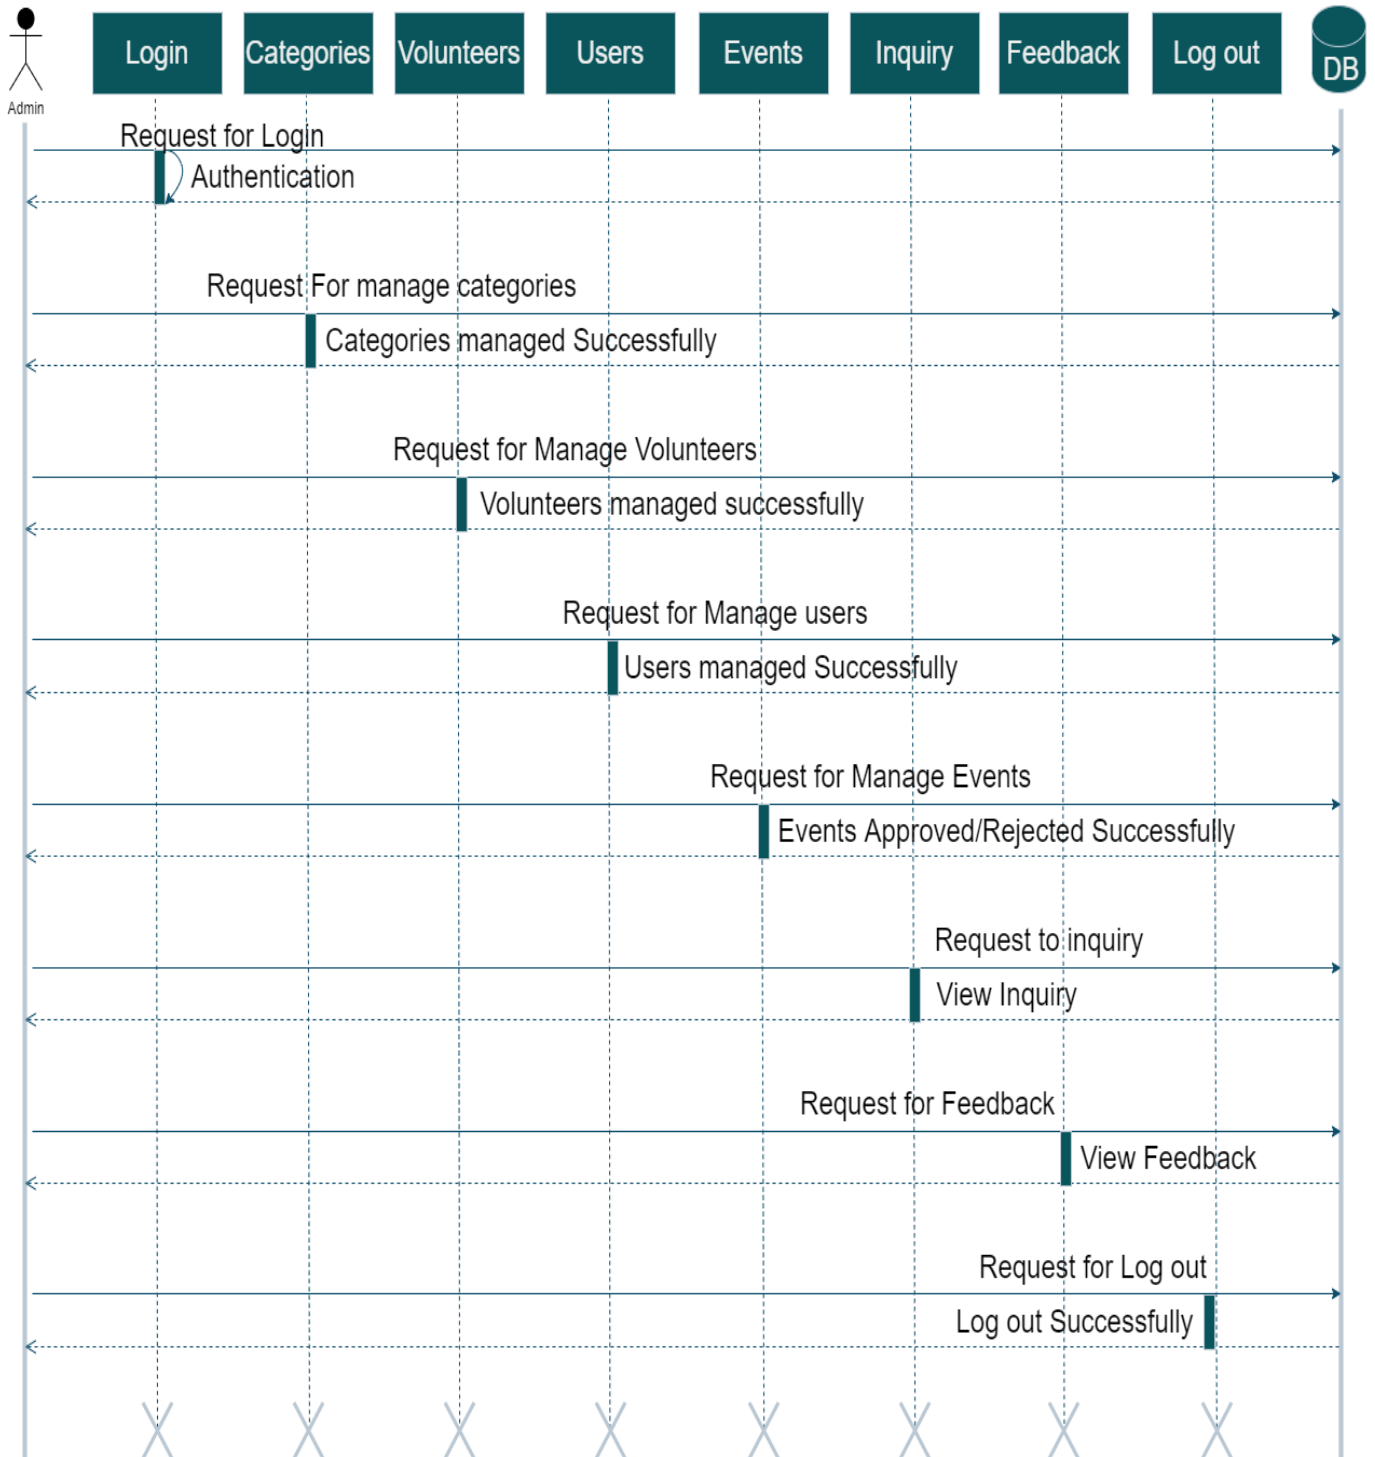 Login
Categories
Volunteers
Users
Events
Inquiry
Feedback
Log out
DB
Admin
Request for Login
Authentication
Request For manage categories
Categories managed Successfully
Request for Manage Volunteers
Volunteers managed successfully
Request for Manage users
Users managed Successfully
Request for Manage Events
Events Approved/Rejected Successfully
Request to inquiry
View Inquiry
Request for Feedback
View Feedback
Request for Log out
Log out Successfully